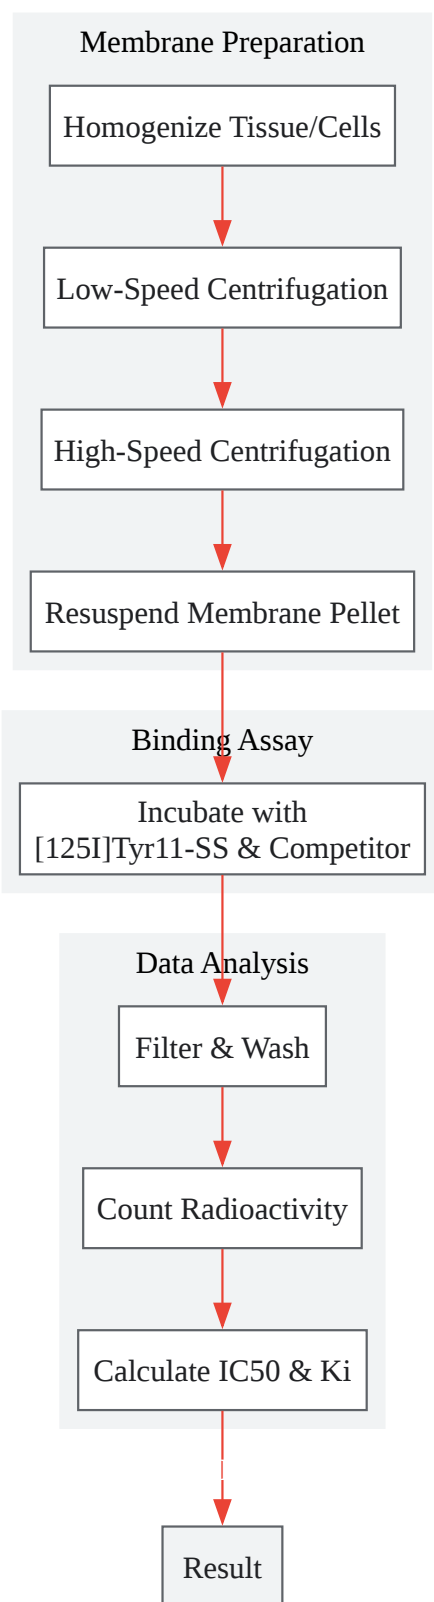 Membrane Preparation
Homogenize Tissue/Cells
Low-Speed Centrifugation
High-Speed Centrifugation
Resuspend Membrane Pellet
Binding Assay
Incubate with
[125I]Tyr11-SS & Competitor
Data Analysis
Filter & Wash
Count Radioactivity
Calculate IC50 & Ki
Result